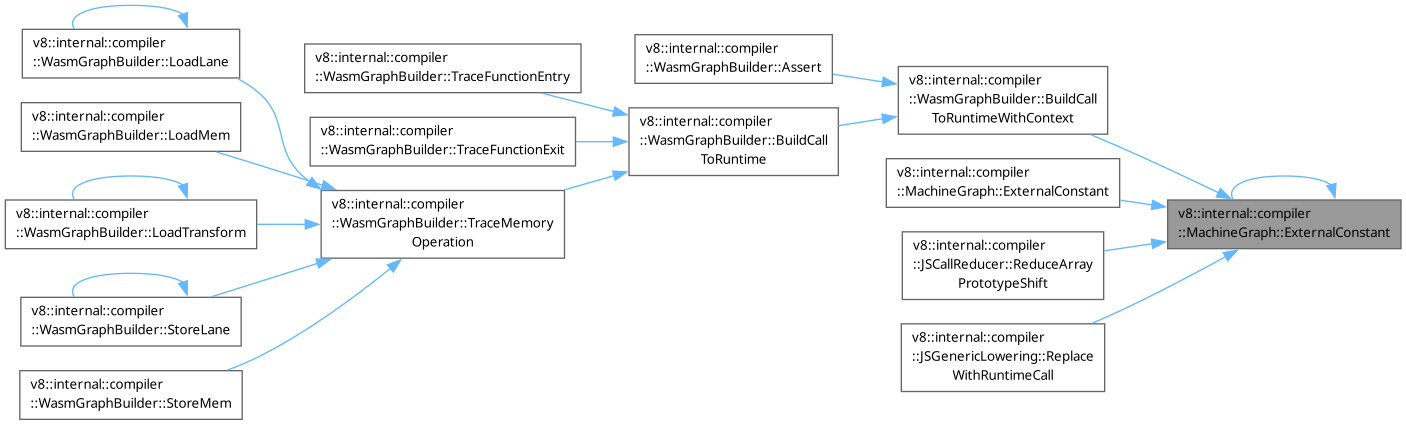 v8::internal::compiler
::WasmGraphBuilder::LoadLane
v8::internal::compiler
::WasmGraphBuilder::LoadMem
v8::internal::compiler
::WasmGraphBuilder::LoadTransform
v8::internal::compiler
::WasmGraphBuilder::StoreLane
v8::internal::compiler
::WasmGraphBuilder::StoreMem
v8::internal::compiler
::WasmGraphBuilder::TraceFunctionEntry
v8::internal::compiler
::WasmGraphBuilder::TraceFunctionExit
v8::internal::compiler
::WasmGraphBuilder::TraceMemory
Operation
v8::internal::compiler
::WasmGraphBuilder::Assert
v8::internal::compiler
::WasmGraphBuilder::BuildCall
ToRuntime
v8::internal::compiler
::WasmGraphBuilder::BuildCall
ToRuntimeWithContext
v8::internal::compiler
::MachineGraph::ExternalConstant
v8::internal::compiler
::JSCallReducer::ReduceArray
PrototypeShift
v8::internal::compiler
::JSGenericLowering::Replace
WithRuntimeCall
v8::internal::compiler
::MachineGraph::ExternalConstant